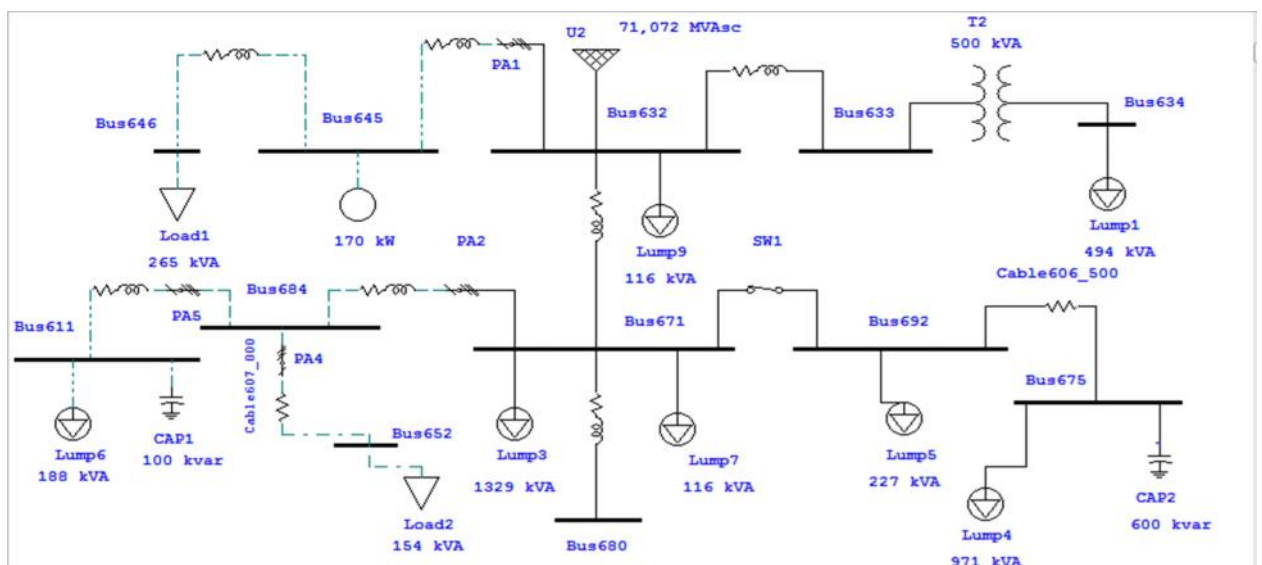 U2
71,072 MVAsc
T2
500 kVA
PA1
Bus646
Bus645
Bus632
Bus633
Bus634
Load1
265 kVA
170 kW
PA2
Lump9
116 kVA
SW1
Lump1
494 kVA
Cable606_500
Bus684
PA5
Bus611
Bus671
Bus692
Cable607_800
PA4
Bus675
Bus652
Lump6
188 kVA
CAP1
100 kvar
Lump3
1329 kVA
Lump7
116 kVA
Lump5
227 kVA
CAP2
600 kvar
Load2
154 kVA
Bus680
Lump4
971 kVA